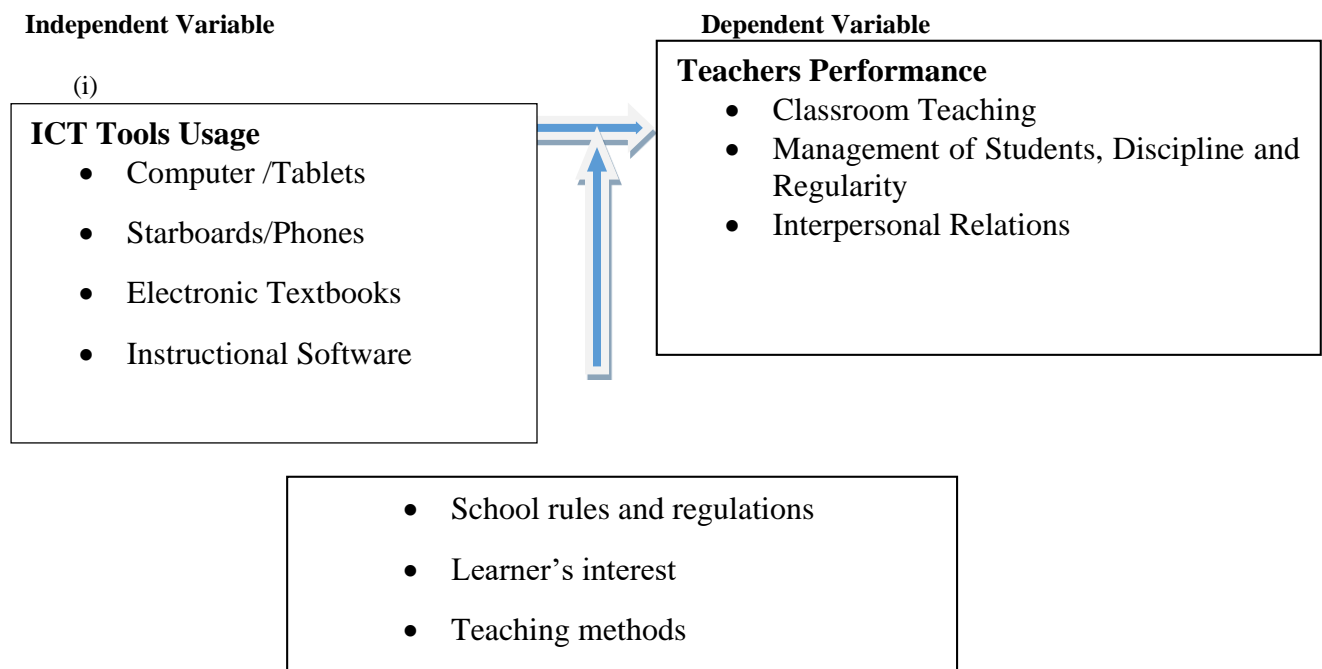 Independent Variable
Dependent Variable
(i)
ICT Tools Usage
• Computer /Tablets
• Starboards/Phones
• Electronic Textbooks
• Instructional Software
Teachers Performance
• Classroom Teaching
• Management of Students, Discipline and
Regularity
• Interpersonal Relations
• School rules and regulations
• Learner’s interest
• Teaching methods